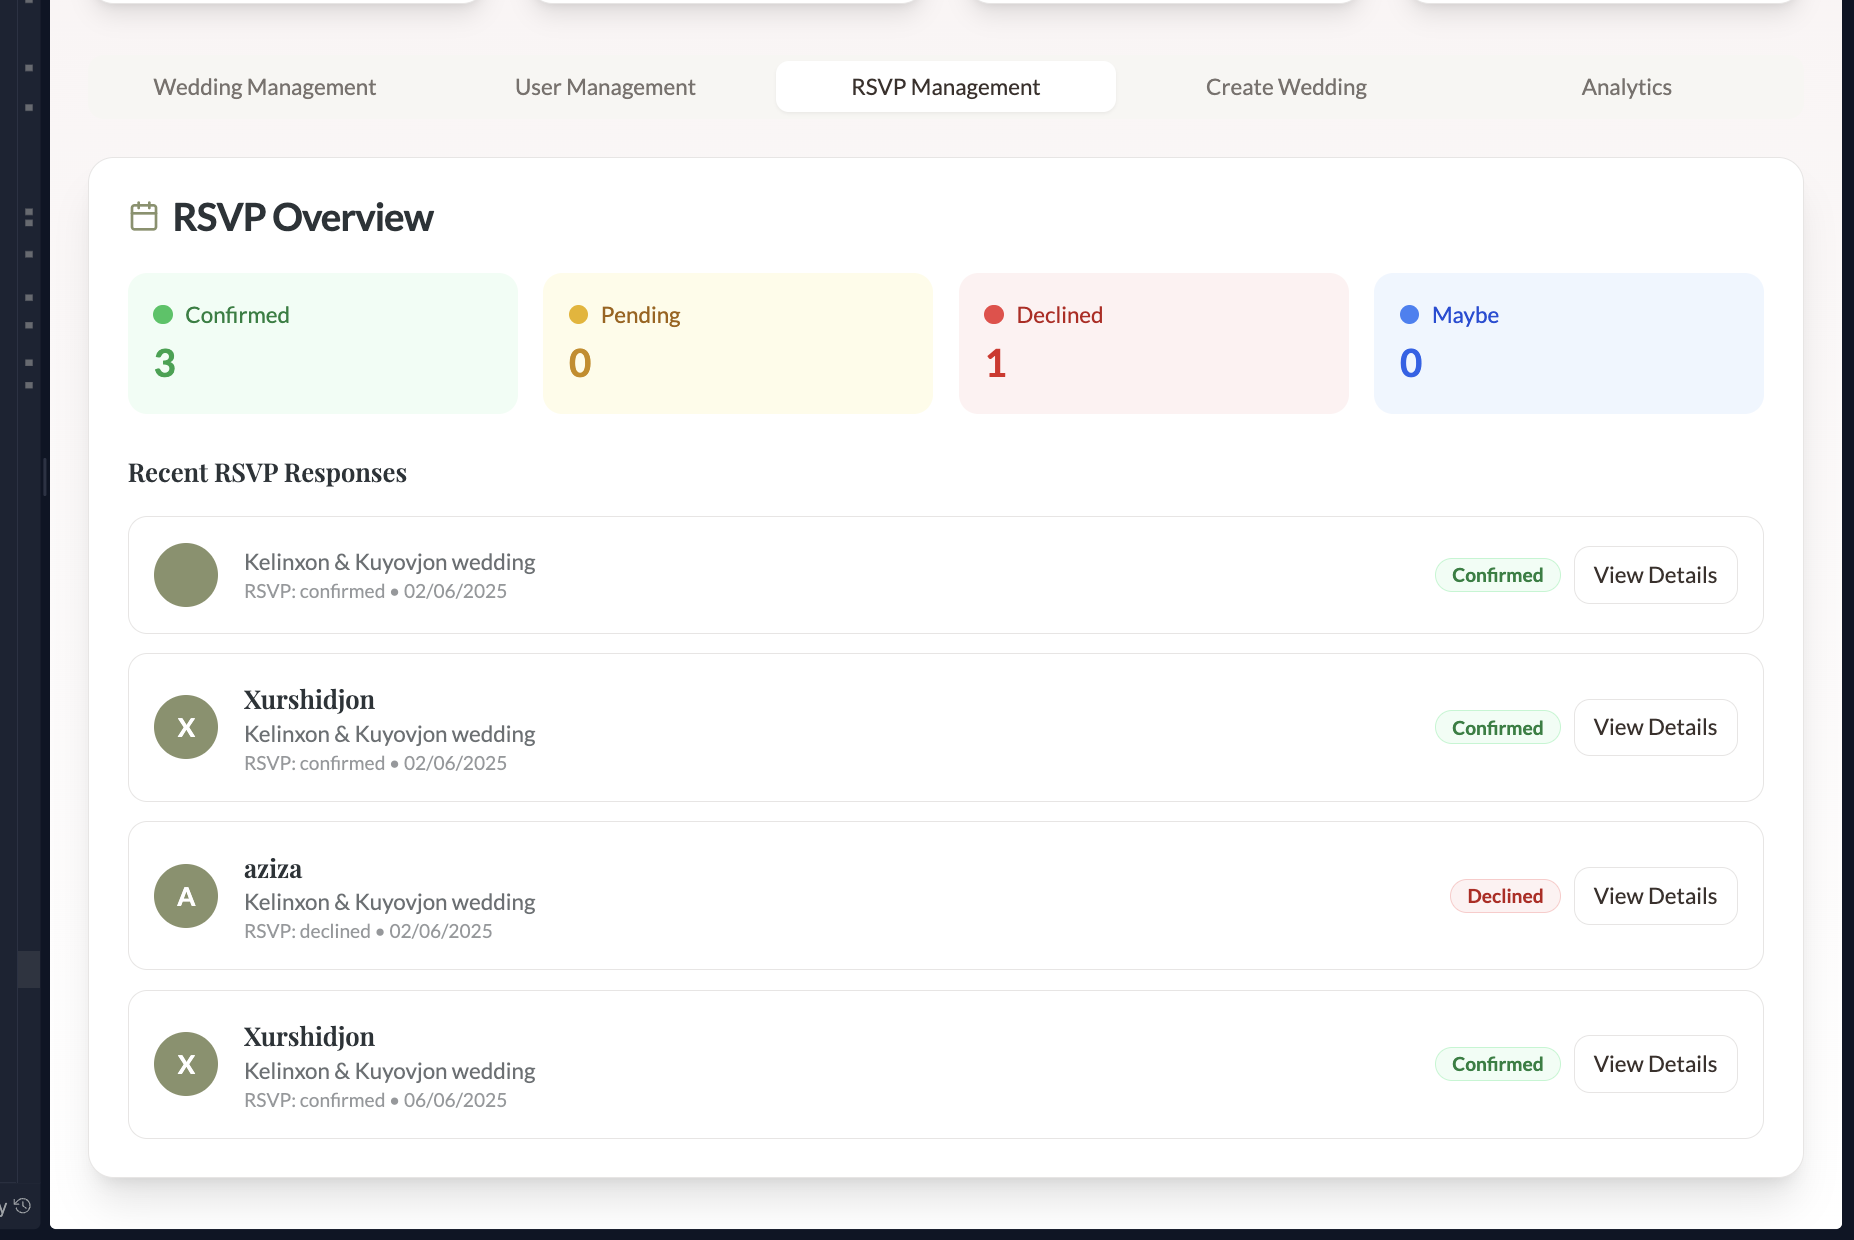 Wedding Management
User Management
RSVP Management
Create Wedding
Analytics
RSVP Overview
Confirmed
3
Pending
0
Declined
1
Maybe
0
Recent RSVP Responses
Kelinxon & Kuyovjon wedding
RSVP: confirmed • 02/06/2025
Confirmed
View Details
X
Xurshidjon
Kelinxon & Kuyovjon wedding
RSVP: confirmed • 02/06/2025
Confirmed
View Details
A
aziza
Kelinxon & Kuyovjon wedding
RSVP: declined • 02/06/2025
Declined
View Details
X
Xurshidjon
Kelinxon & Kuyovjon wedding
RSVP: confirmed • 06/06/2025
Confirmed
View Details
y